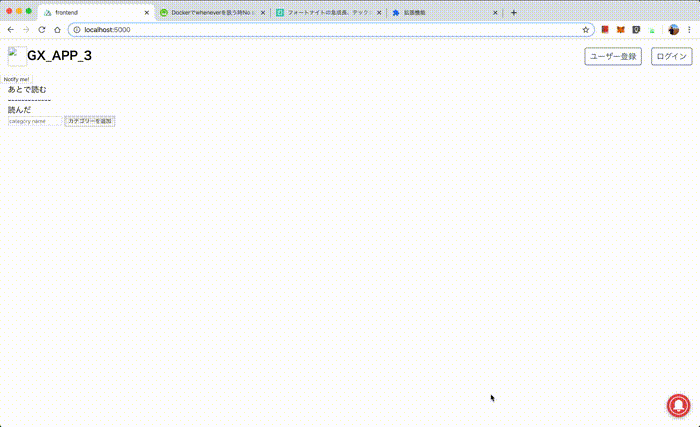 frontend
Dockerでwheneverを扱う時No
フォートナイトの急成長、テック
拡張機能
localhost:5000
GX_APP_3
ユーザー登録
ログイン
Notify me!
あとで読む
-------------
読んだ
category name
カテゴリーを追加